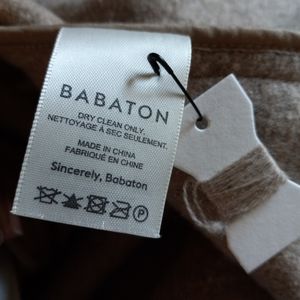 BABATON
DRY CLEAN ONLY.
NETTOYAGE À SEC SEULEMENT.
MADE IN CHINA
FABRIQUÉ EN CHINE
Sincerely, Babaton
P